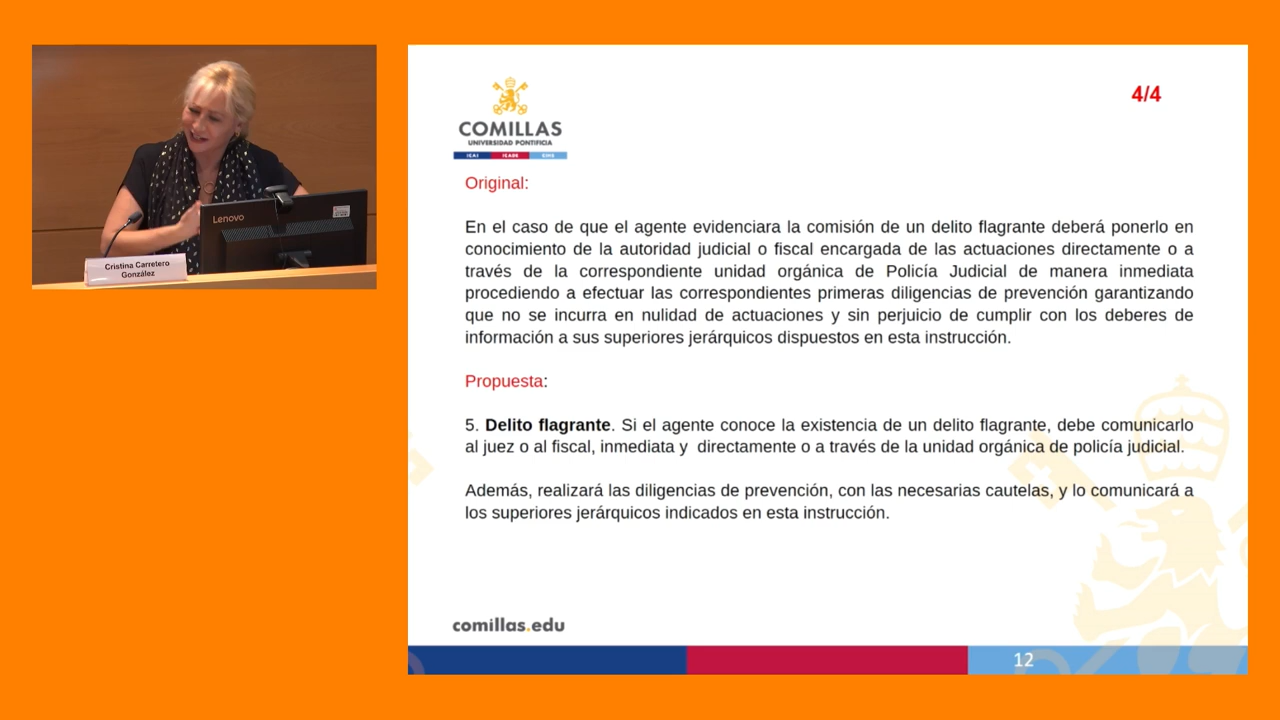 Lenovo
Cristina Carretero
González
4/4
COMILLAS
UNIVERSIDAD PONTIFICIA
ICAI ICADE CIHS
Original:
En el caso de que el agente evidenciara la comisión de un delito flagrante deberá ponerlo en
conocimiento de la autoridad judicial o fiscal encargada de las actuaciones directamente o a
través de la correspondiente unidad orgánica de Policía Judicial de manera inmediata
procediendo a efectuar las correspondientes primeras diligencias de prevención garantizando
que no se incurra en nulidad de actuaciones y sin perjuicio de cumplir con los deberes de
información a sus superiores jerárquicos dispuestos en esta instrucción.
Propuesta:
5. Delito flagrante. Si el agente conoce la existencia de un delito flagrante, debe comunicarlo
al juez o al fiscal, inmediata y directamente o a través de la unidad orgánica de policía judicial.
Además, realizará las diligencias de prevención, con las necesarias cautelas, y lo comunicará a
los superiores jerárquicos indicados en esta instrucción.
comillas.edu
12